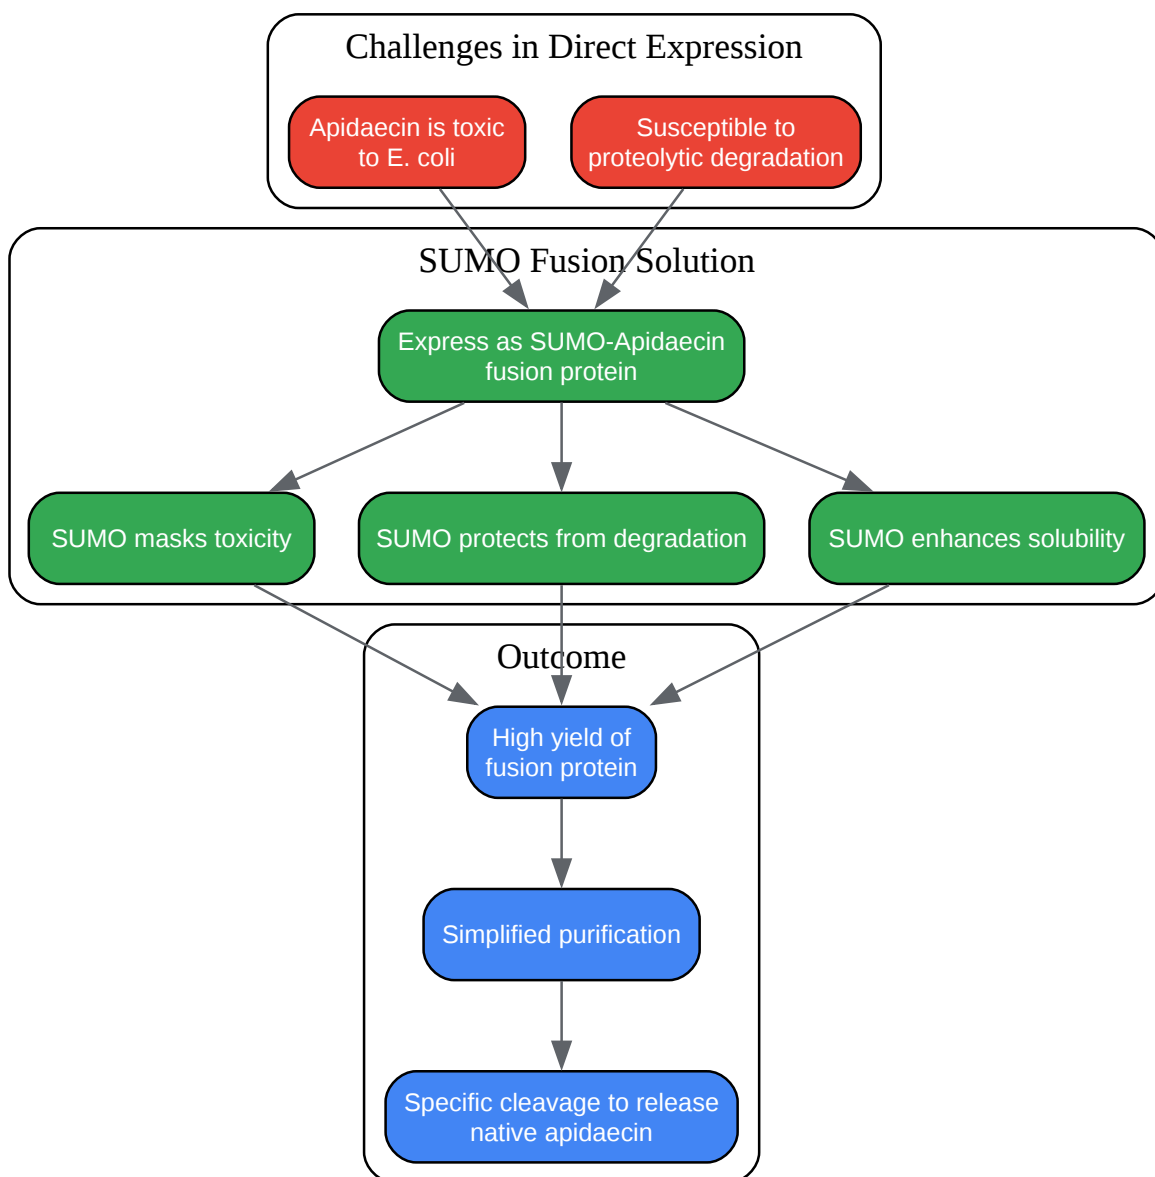 Challenges in Direct Expression
Apidaecin is toxic
to E. coli
Susceptible to
proteolytic degradation
SUMO Fusion Solution
Express as SUMO-Apidaecin
fusion protein
SUMO masks toxicity
SUMO protects from degradation
SUMO enhances solubility
Outcome
High yield of
fusion protein
Simplified purification
Specific cleavage to release
native apidaecin